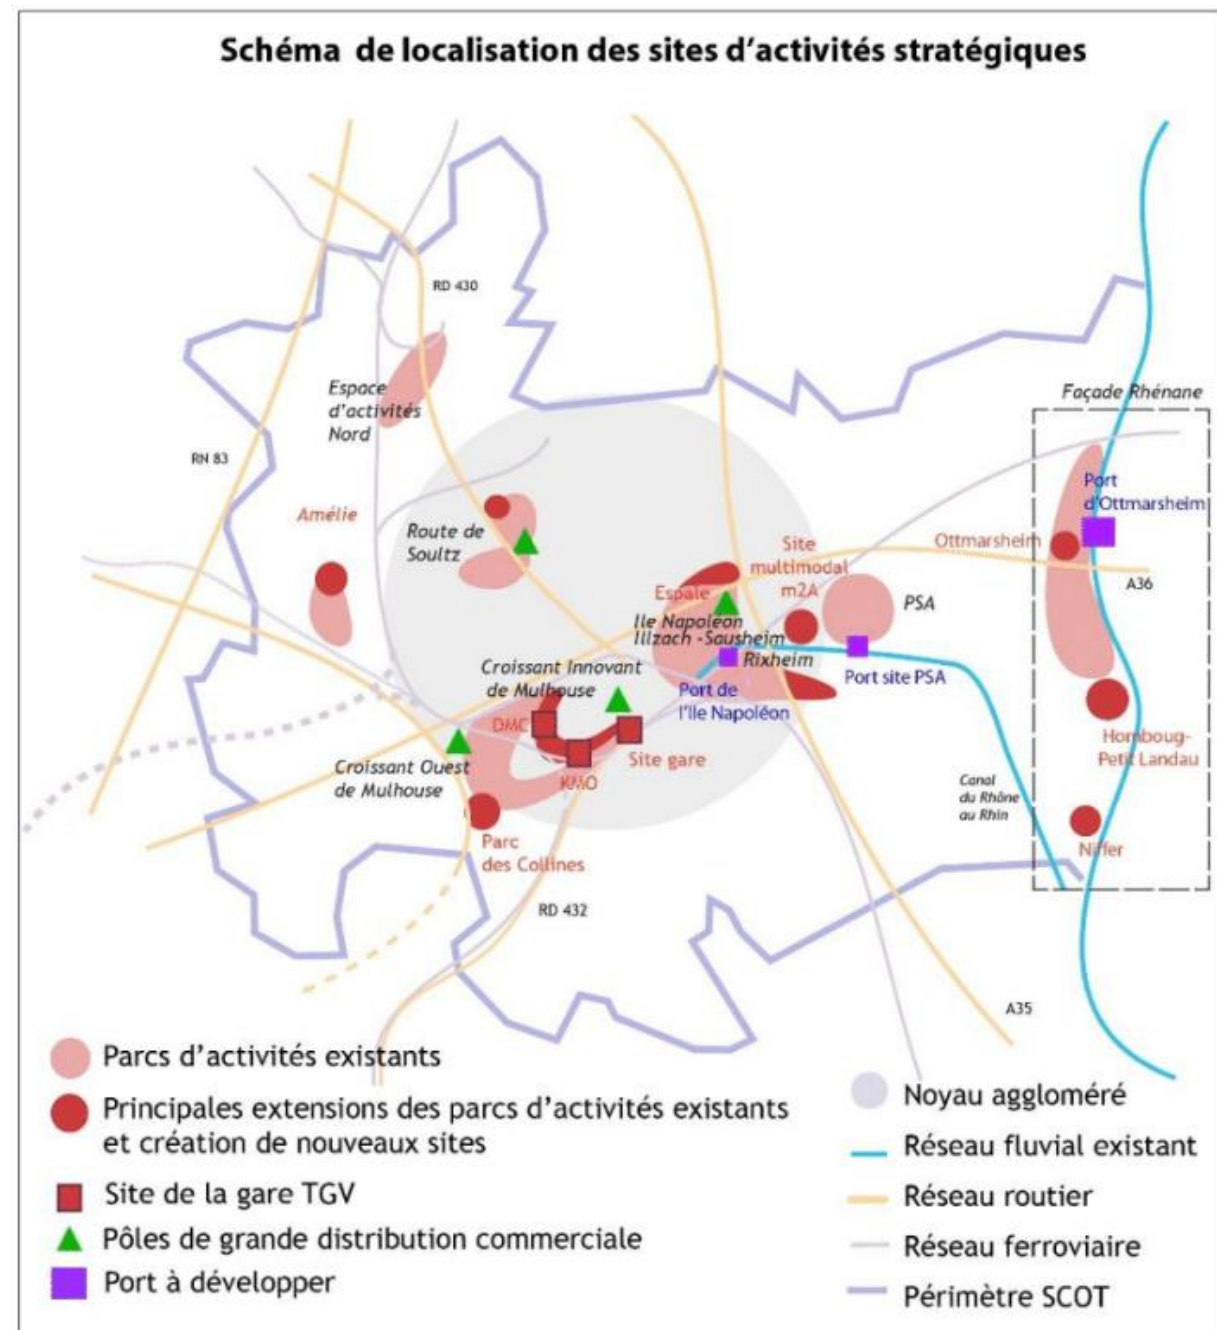 Schéma de localisation des sites d'activités stratégiques
RD 430
Façade Rhénane
Espace
d'activités
Nord
RN 83
Port
d'Ottmarsheim
Amélie
Route de
Soultz
Ottmarsheim
Site
multimodal
m2A
A36
Espale
PSA
Ile Napoléon
Illzach -Sausheim
Rixheim
Croissant Innovant
de Mulhouse
Port site PSA
Port de
l'Ile Napoléon
DMC
Site gare
Homboug-
Petit Landau
Croissant Ouest
de Mulhouse
KMO
Canal
du Rhône
au Rhin
Parc
des Collines
Niffer
RD 432
A35
Parcs d'activités existants
Principales extensions des parcs d'activités existants
et création de nouveaux sites
Site de la gare TGV
Pôles de grande distribution commerciale
Port à développer
Noyau aggloméré
Réseau fluvial existant
Réseau routier
Réseau ferroviaire
Périmètre SCOT